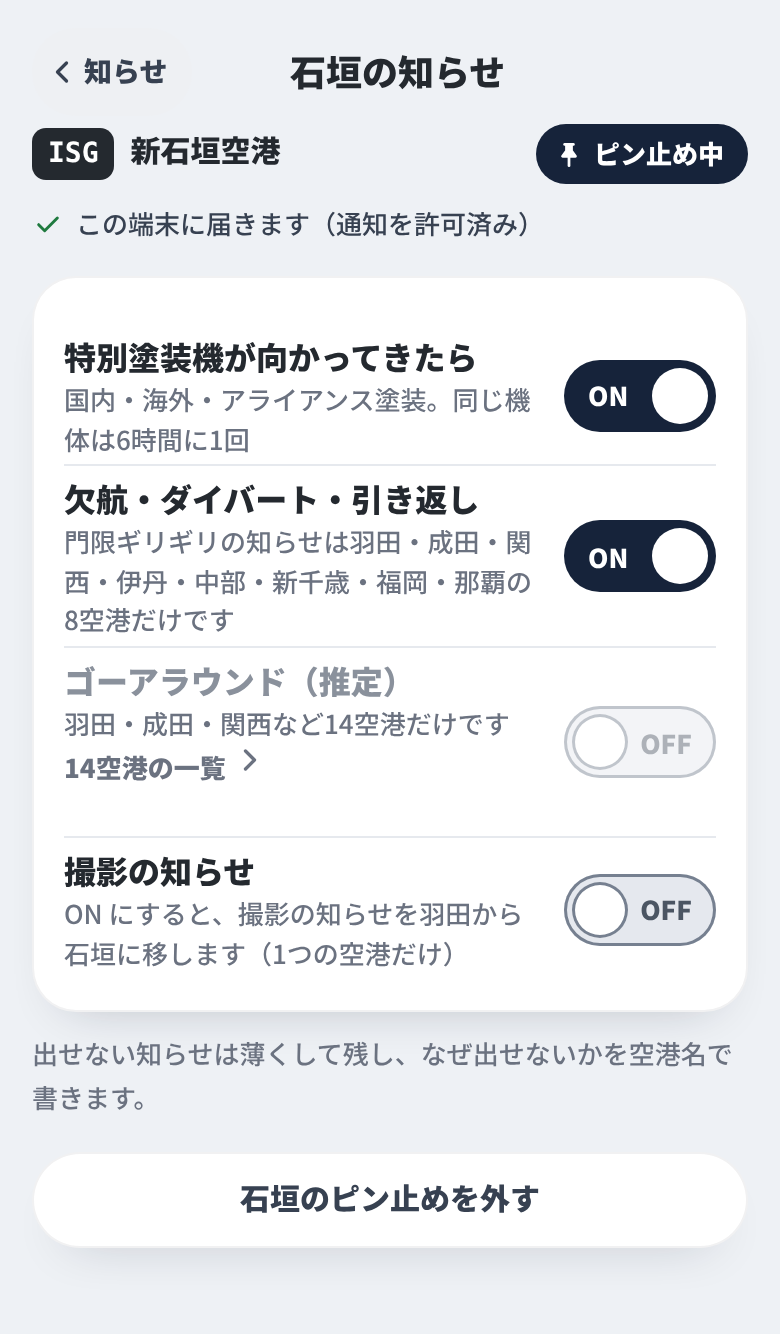 知らせ
石垣の知らせ
ISG 新石垣空港
ピン止め中
この端末に届きます（通知を許可済み）
特別塗装機が向かってきたら
国内・海外・アライアンス塗装。同じ機
体は6時間に1回
ON
欠航・ダイバート・引き返し
門限ギリギリの知らせは羽田・成田・関
西・伊丹・中部・新千歳・福岡・那覇の
8空港だけです
ON
ゴーアラウンド（推定）
羽田・成田・関西など14空港だけです
14空港の一覧
OFF
撮影の知らせ
ON にすると、撮影の知らせを羽田から
石垣に移します（1つの空港だけ）
OFF
出せない知らせは薄くして残し、なぜ出せないかを空港名で
書きます。
石垣のピン止めを外す